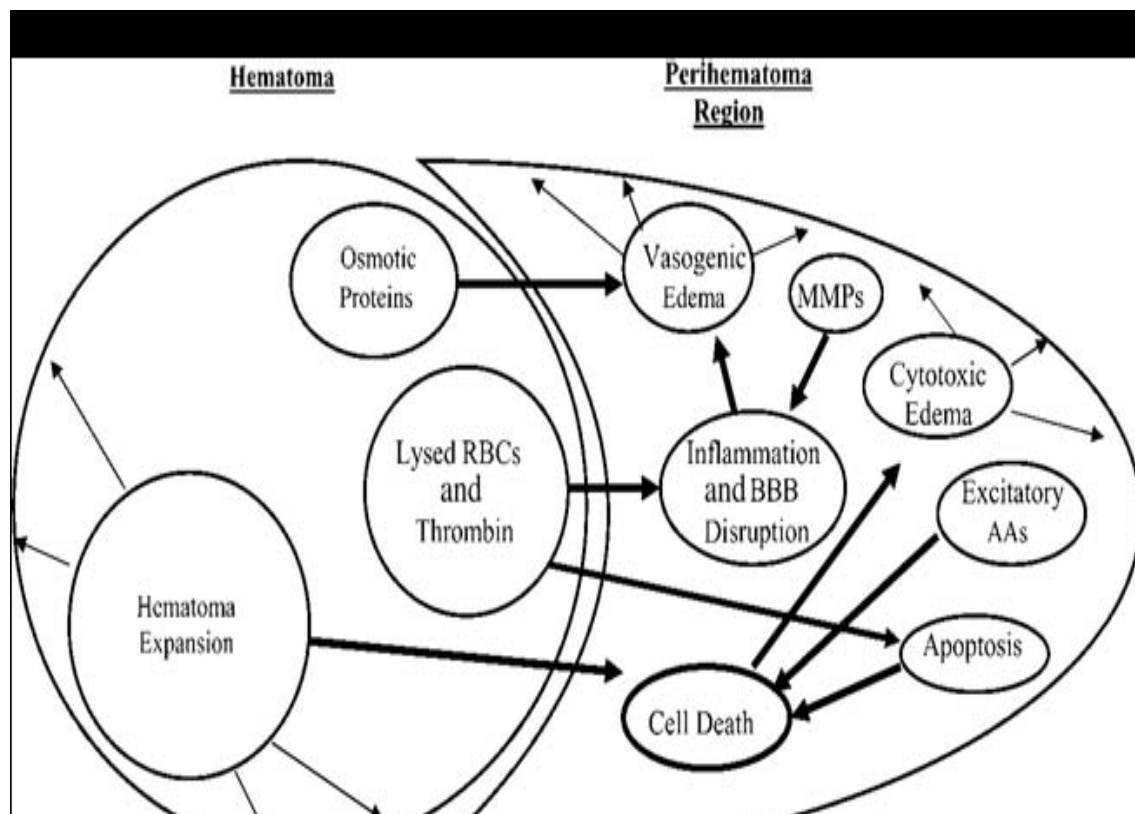 Hematoma
Perihematoma
Region
Osmotic
Proteins
Vasogenic
Edema
MMPs
Cytotoxic
Edema
Lysed RBCs
and
Thrombin
Inflammation
and BBB
Disruption
Excitatory
AAs
Hematoma
Expansion
Apoptosis
Cell Death